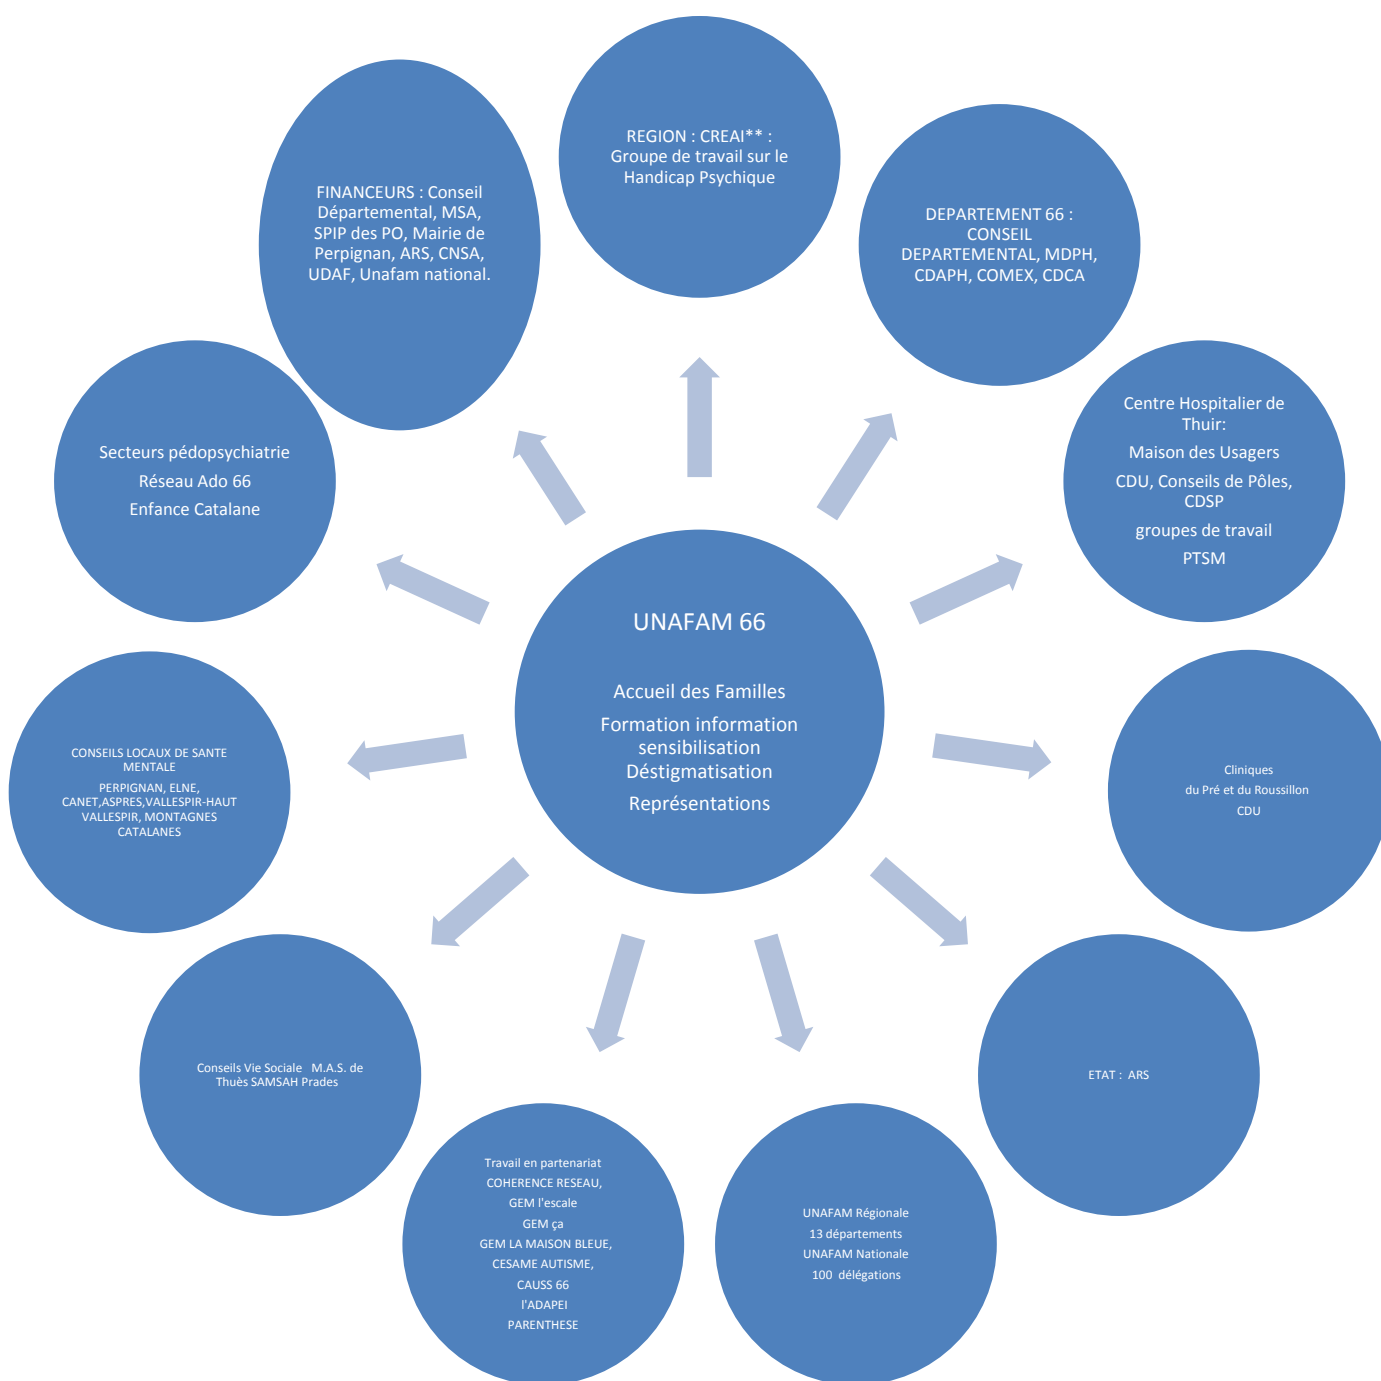 REGION : CREAI** :
Groupe de travail sur le
Handicap Psychique
DEPARTEMENT 66 :
CONSEIL
DEPARTEMENTAL, MDPH,
CDAPH, COMEX, CDCA
Centre Hospitalier de
Thuir:
Maison des Usagers
CDU, Conseils de Pôles,
CDSP
groupes de travail
PTSM
Cliniques
du Pré et du Roussillon
CDU
ETAT : ARS
UNAFAM Régionale
13 départements
UNAFAM Nationale
100 délégations
Travail en partenariat
COHERENCE RESEAU,
GEM l'escale
GEM ça
GEM LA MAISON BLEUE,
CESAME AUTISME,
CAUSS 66
l'ADAPEI
PARENTHESE
Conseils Vie Sociale M.A.S. de
Thuès SAMSAH Prades
CONSEILS LOCAUX DE SANTE
MENTALE
PERPIGNAN, ELNE,
CANET,ASPRES,VALLESPIR-HAUT
VALLESPIR, MONTAGNES
CATALANES
Secteurs pédopsychiatrie
Réseau Ado 66
Enfance Catalane
FINANCEURS : Conseil
Départemental, MSA,
SPIP des PO, Mairie de
Perpignan, ARS, CNSA,
UDAF, Unafam national.
UNAFAM 66
Accueil des Familles
Formation information
sensibilisation
Déstigmatisation
Représentations